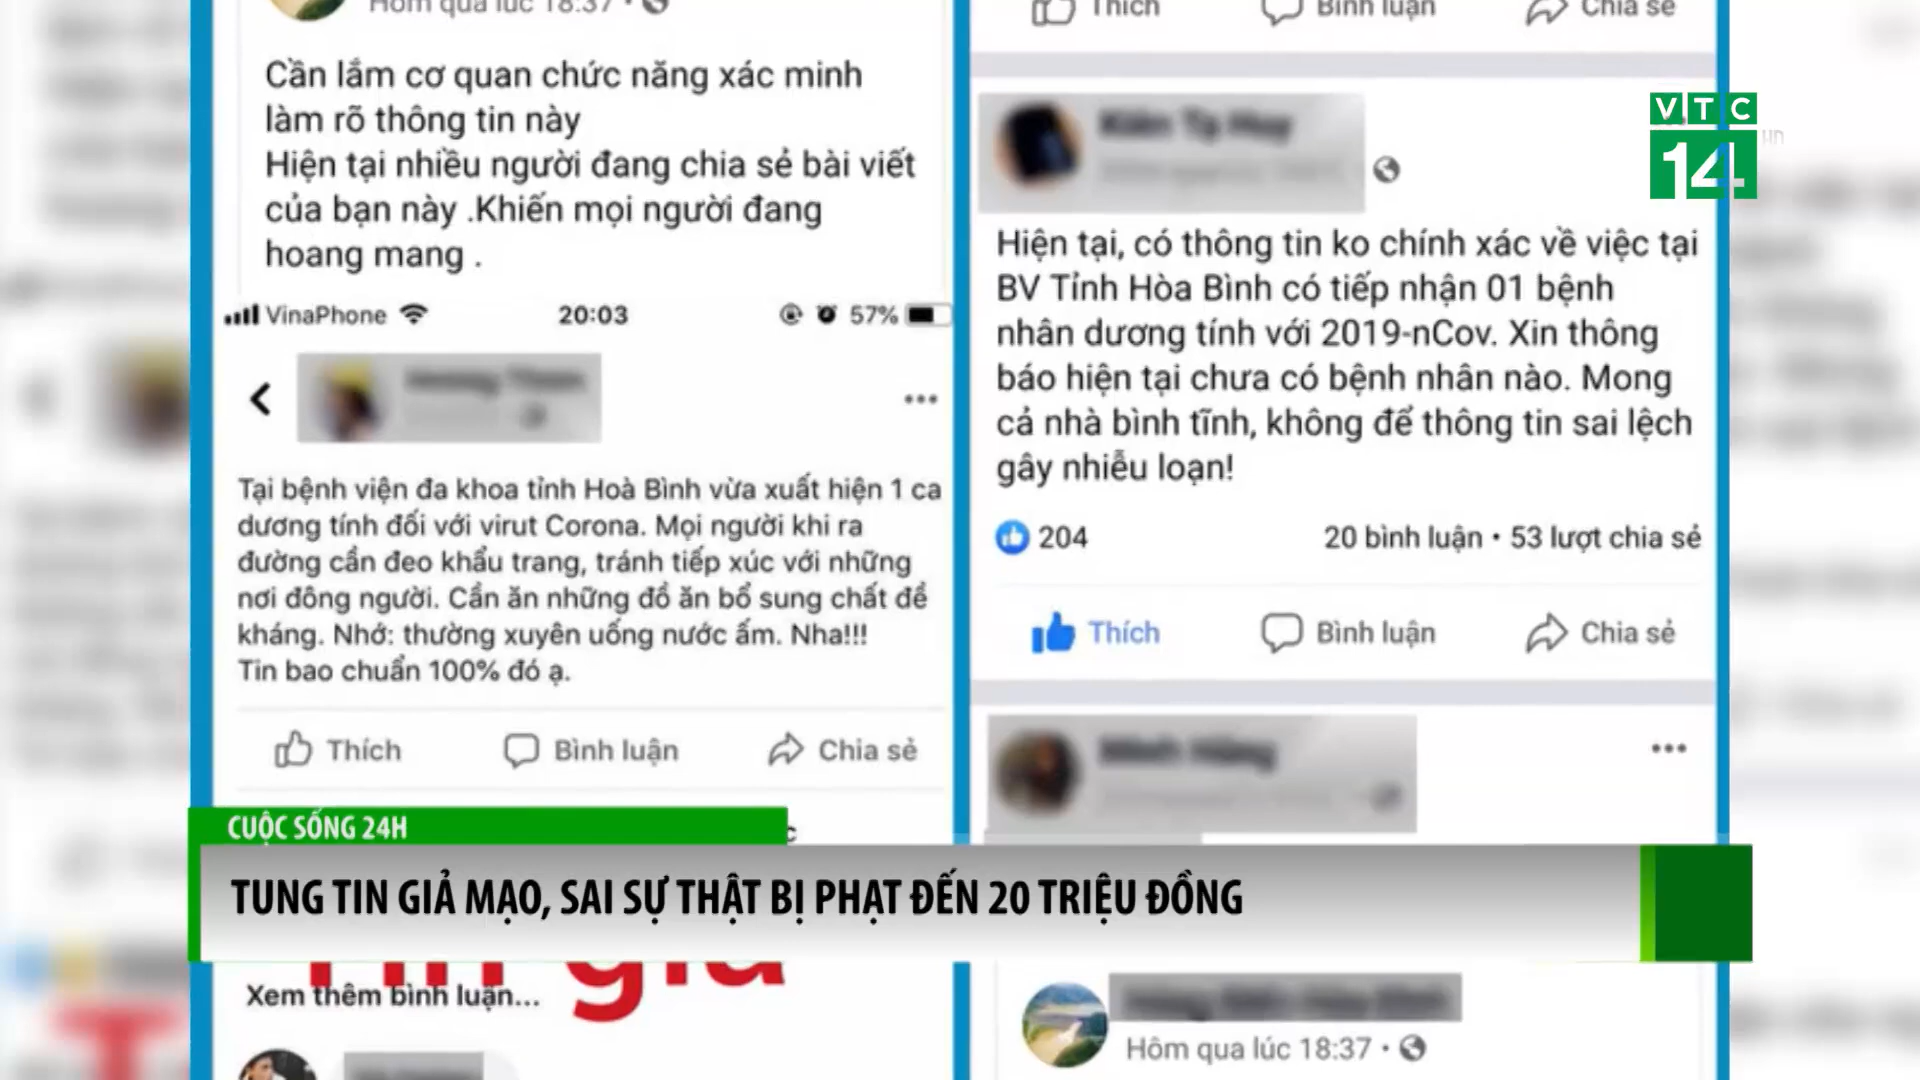 Hôm qua lúc 18:37 •
Cần lắm cơ quan chức năng xác minh
làm rõ thông tin này
Hiện tại nhiều người đang chia sẻ bài viết
của bạn này .Khiến mọi người đang
hoang mang .
VinaPhone 20:03 57%
Tại bệnh viện đa khoa tỉnh Hoà Bình vừa xuất hiện 1 ca
dương tính đối với virut Corona. Mọi người khi ra
đường cần đeo khẩu trang, tránh tiếp xúc với những
nơi đông người. Cần ăn những đồ ăn bổ sung chất đề
kháng. Nhớ: thường xuyên uống nước ấm. Nha!!!
Tin bao chuẩn 100% đó ạ.
Thích Bình luận Chia sẻ
Xem thêm bình luận...
Thích Bình luận Chia sẻ
Hiện tại, có thông tin ko chính xác về việc tại
BV Tỉnh Hòa Bình có tiếp nhận 01 bệnh
nhân dương tính với 2019-nCov. Xin thông
báo hiện tại chưa có bệnh nhân nào. Mong
cả nhà bình tĩnh, không để thông tin sai lệch
gây nhiễu loạn!
204 20 bình luận • 53 lượt chia sẻ
Thích Bình luận Chia sẻ
Hôm qua lúc 18:37 •
VTC
14
CUỘC SỐNG 24H
TUNG TIN GIẢ MẠO, SAI SỰ THẬT BỊ PHẠT ĐẾN 20 TRIỆU ĐỒNG